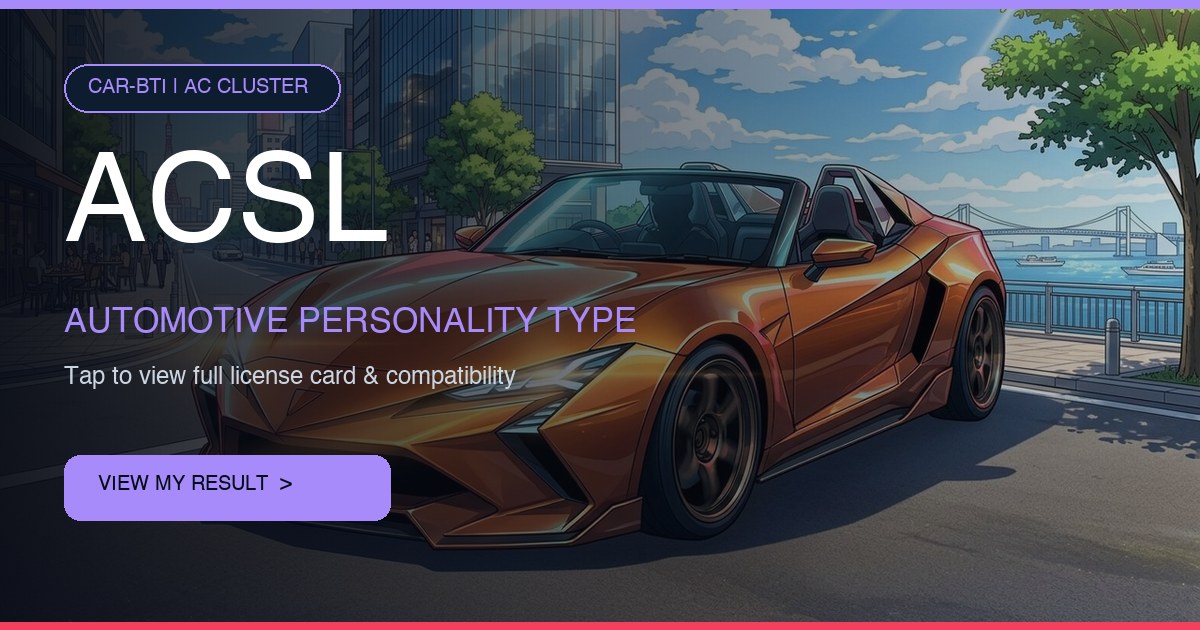 CAR-BTI | AC CLUSTER
ACSL
AUTOMOTIVE PERSONALITY TYPE
Tap to view full license card & compatibility
VIEW MY RESULT >